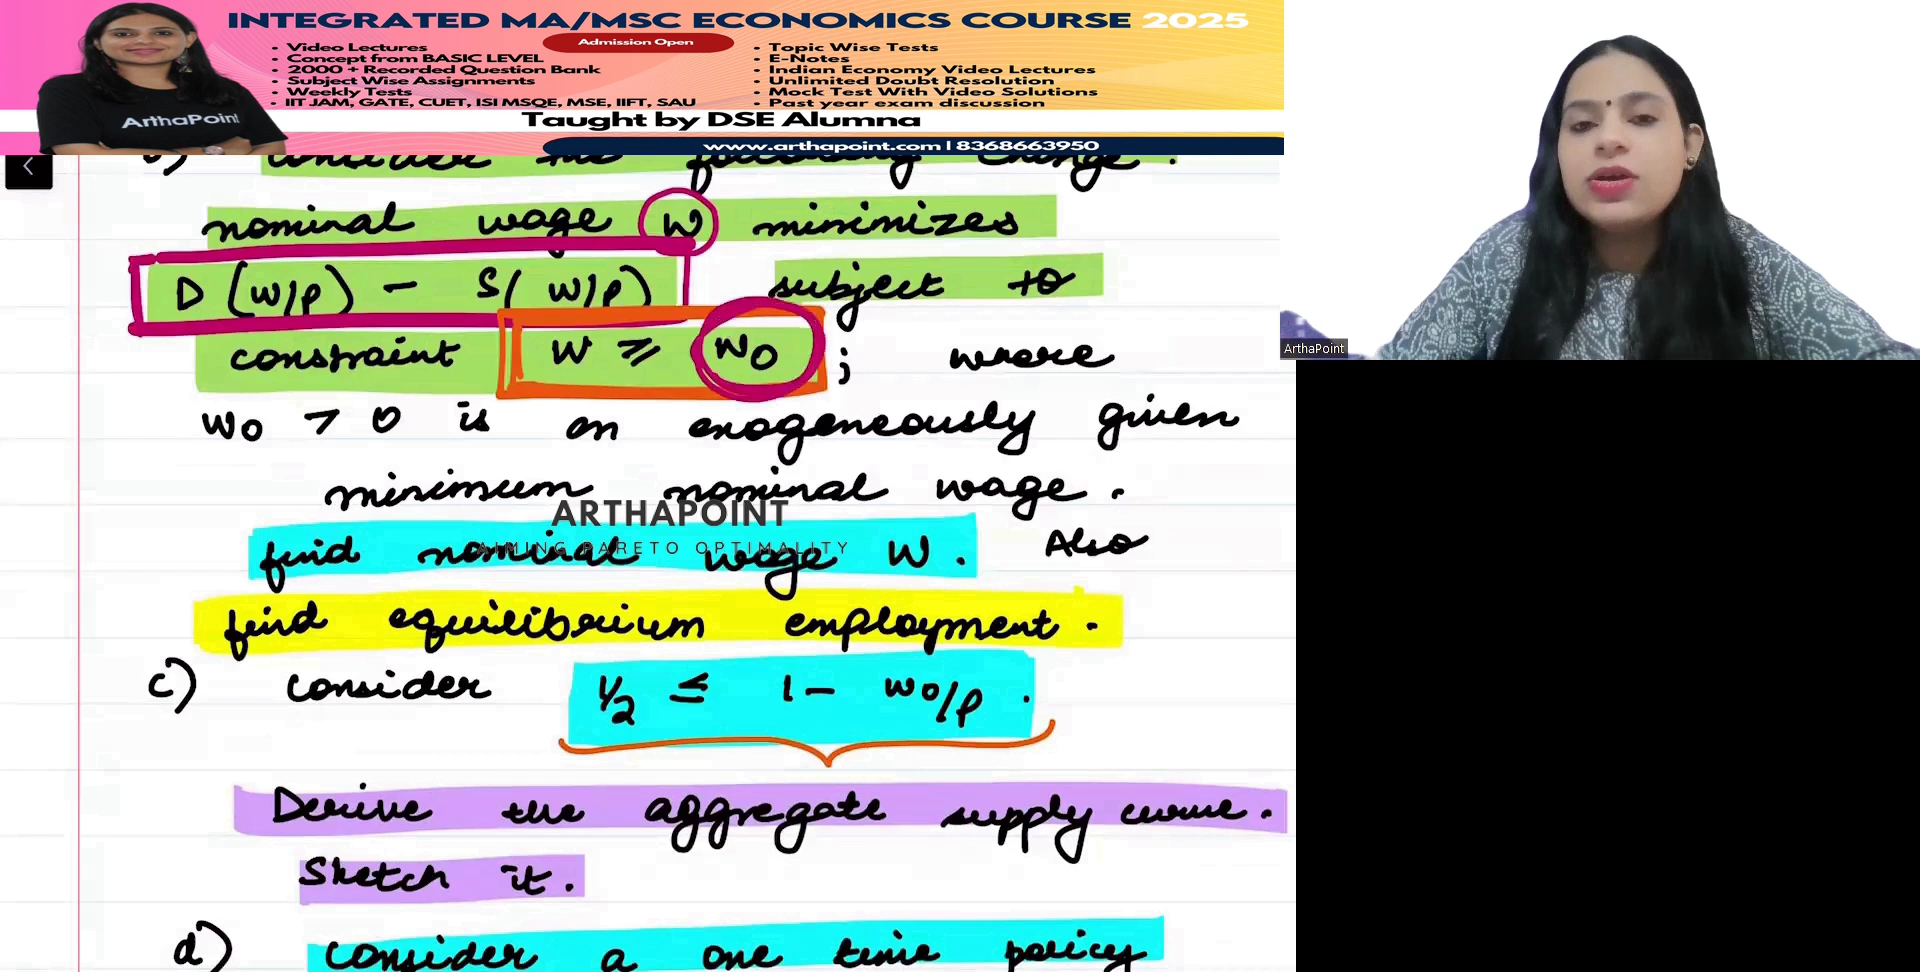 INTEGRATED MA/MSC ECONOMICS COURSE 2025
Admission Open
• Video Lectures
• Concept from BASIC LEVEL
• 2000 + Recorded Question Bank
• Subject Wise Assignments
• Weekly Tests
• IIT JAM, GATE, CUET, ISI MSQE, MSE, IIFT, SAU
• Topic Wise Tests
• E-Notes
• Indian Economy Video Lectures
• Unlimited Doubt Resolution
• Mock Test With Video Solutions
• Past year exam discussion
ArthaPoint
Taught by DSE Alumna
www.arthapoint.com | 8368663950
b) consider the following change.
nominal wage W minimizes
D (W/P) - S( W/P) subject to
constraint W ≥ W0 ; where
W0 > 0 is an exogeneously given
minimum nominal wage.
ARTHAPOINT
AIMING PARETO OPTIMALITY
find nominal wage W. Also
find equilibrium employment.
c) consider 1/2 ≤ 1 - W0/P.
Derive the aggregate supply curve.
Sketch it.
d) consider a one time policy
ArthaPoint